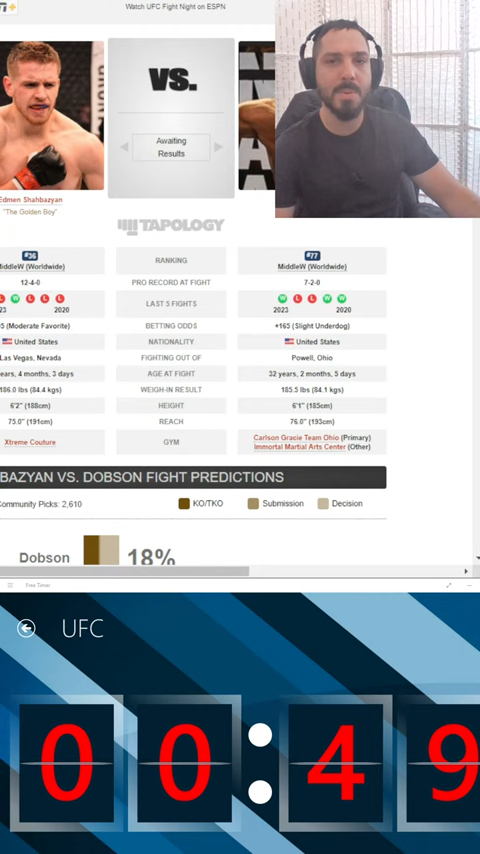 Watch UFC Fight Night on ESPN
VS.
Awaiting
Results
Edmen Shahbazyan
"The Golden Boy"
TAPOLOGY
#36
MiddleW (Worldwide)
RANKING
#77
MiddleW (Worldwide)
12-4-0
PRO RECORD AT FIGHT
7-2-0
L W L L L
23 2020
LAST 5 FIGHTS
W L L W W
2023 2020
5 (Moderate Favorite)
BETTING ODDS
+165 (Slight Underdog)
United States
NATIONALITY
United States
Las Vegas, Nevada
FIGHTING OUT OF
Powell, Ohio
ears, 4 months, 3 days
AGE AT FIGHT
32 years, 2 months, 5 days
186.0 lbs (84.4 kgs)
WEIGH-IN RESULT
185.5 lbs (84.1 kgs)
6'2" (188cm)
HEIGHT
6'1" (185cm)
75.0" (191cm)
REACH
76.0" (193cm)
Xtreme Couture
GYM
Carlson Gracie Team Ohio (Primary)
Immortal Martial Arts Center (Other)
BAZYAN VS. DOBSON FIGHT PREDICTIONS
ommunity Picks: 2,610
KO/TKO
Submission
Decision
Dobson
18%
Free Timer
UFC
00:49